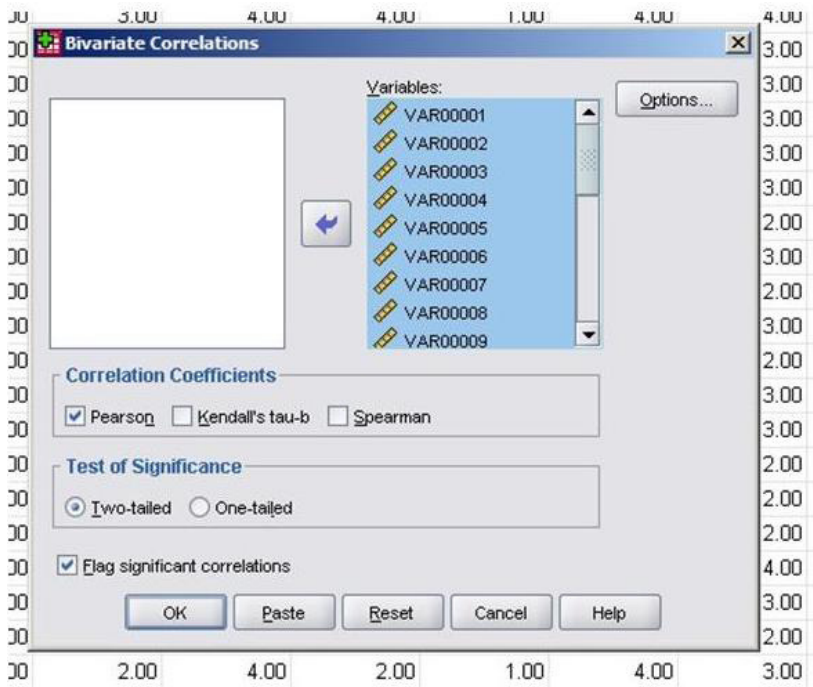 3.00 4.00 4.00 1.00 4.00 4.00
Bivariate Correlations
3.00
Variables:
Options...
3.00
VAR00001
3.00
VAR00002
3.00
VAR00003
3.00
VAR00004
2.00
VAR00005
3.00
VAR00006
2.00
VAR00007
3.00
VAR00008
VAR00009
2.00
Correlation Coefficients
3.00
Pearson Kendall's tau-b Spearman
3.00
Test of Significance
2.00
Two-tailed One-tailed
2.00
2.00
Flag significant correlations
4.00
OK Paste Reset Cancel Help
3.00
2.00
2.00 4.00 2.00 1.00 4.00 3.00